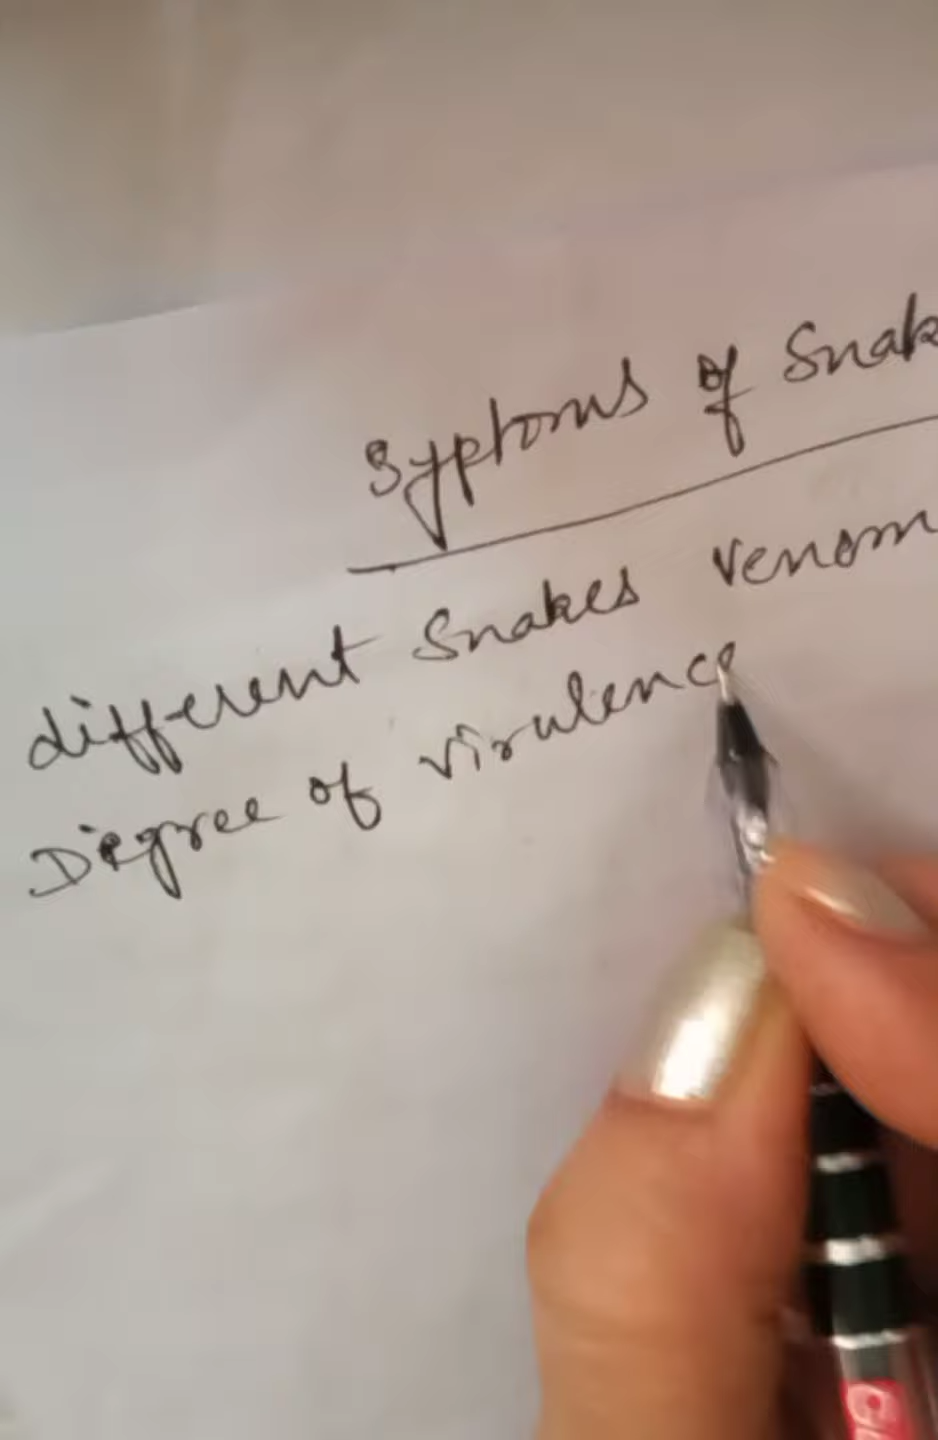 Syptoms of Snak
different Snakes venom
Degree of virulence